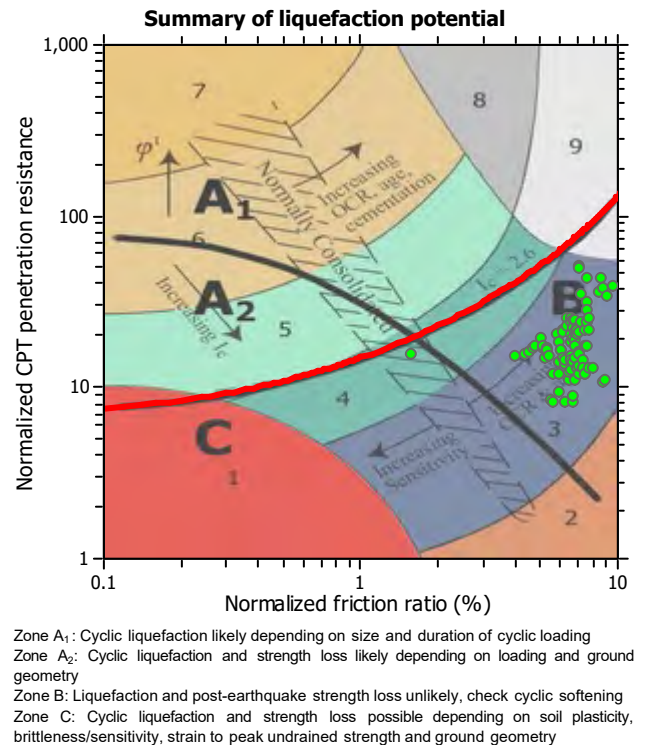 Summary of liquefaction potential
Normalized CPT penetration resistance
1,000
100
10
1
7
8
9
φ'
A₁
Increasing
OCR, age,
cementation
Normally Consolidated
6
A₂
Increasing Ic
5
Ic = 2.6
B
4
Increasing
OCR &
3
C
1
Increasing
Sensitivity
2
0.1
1
10
Normalized friction ratio (%)
Zone A₁: Cyclic liquefaction likely depending on size and duration of cyclic loading
Zone A₂: Cyclic liquefaction and strength loss likely depending on loading and ground
geometry
Zone B: Liquefaction and post-earthquake strength loss unlikely, check cyclic softening
Zone C: Cyclic liquefaction and strength loss possible depending on soil plasticity,
brittleness/sensitivity, strain to peak undrained strength and ground geometry